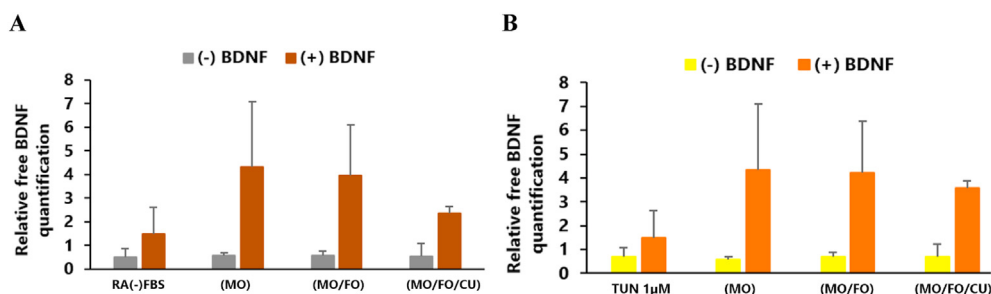 A
(-) BDNF (+) BDNF
Relative free BDNF
quantification
8
7
6
5
4
3
2
1
0
RA(-)FBS (MO) (MO/FO) (MO/FO/CU)
B
(-) BDNF (+) BDNF
Relative free BDNF
quantification
8
7
6
5
4
3
2
1
0
TUN 1µM (MO) (MO/FO) (MO/FO/CU)